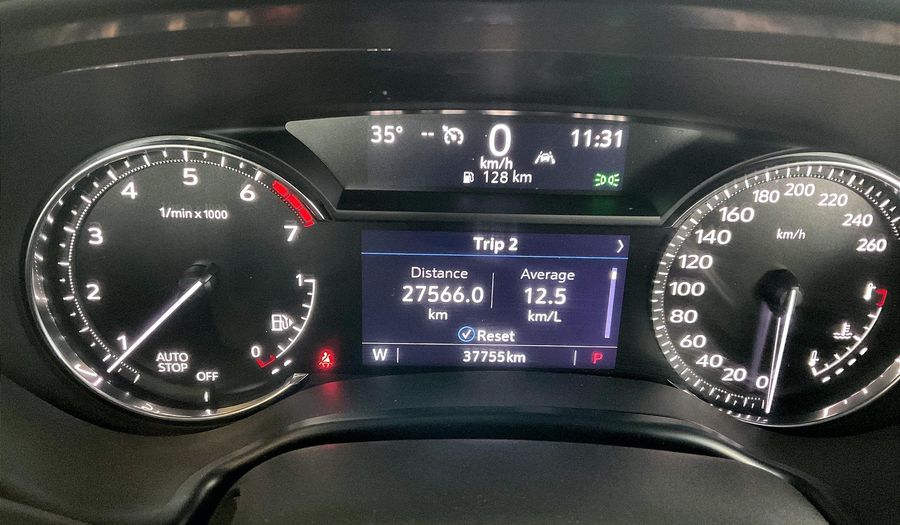 35° -- 0 11:31
km/h
128 km
1 2 3 4 5 6 7
1/min x 1000
AUTO
STOP
OFF
1
0
Trip 2
Distance
27566.0
km
Average
12.5
km/L
Reset
W 37755km P
0 20 40 60 80 100 120 140 160 180 200 220 240 260
km/h